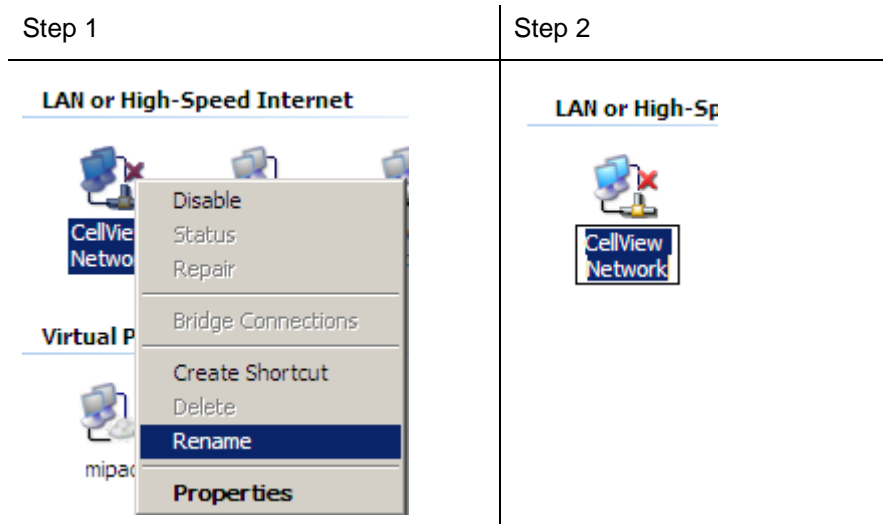 Step 1
Step 2
LAN or High-Speed Internet
CellVie
Netwo
Disable
Status
Repair
Bridge Connections
Create Shortcut
Delete
Rename
Properties
Virtual P
mipac
LAN or High-Sp
CellView
Network